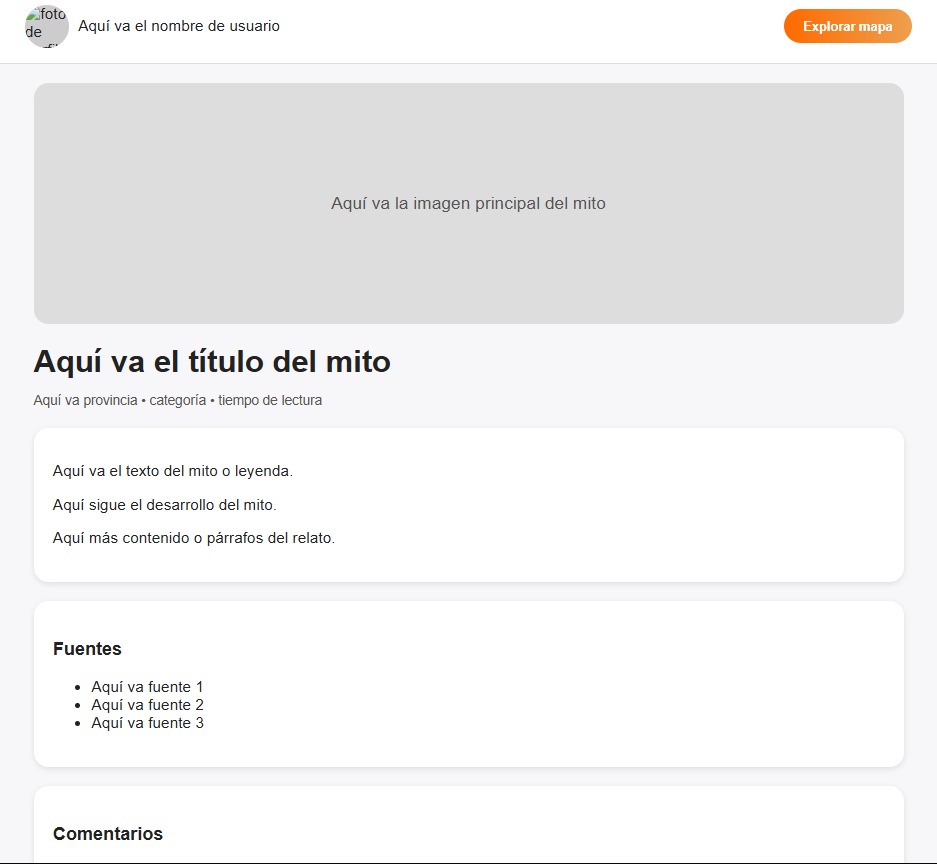 foto
de
Aquí va el nombre de usuario
Explorar mapa
Aquí va la imagen principal del mito
Aquí va el título del mito
Aquí va provincia • categoría • tiempo de lectura
Aquí va el texto del mito o leyenda.
Aquí sigue el desarrollo del mito.
Aquí más contenido o párrafos del relato.
Fuentes
• Aquí va fuente 1
• Aquí va fuente 2
• Aquí va fuente 3
Comentarios